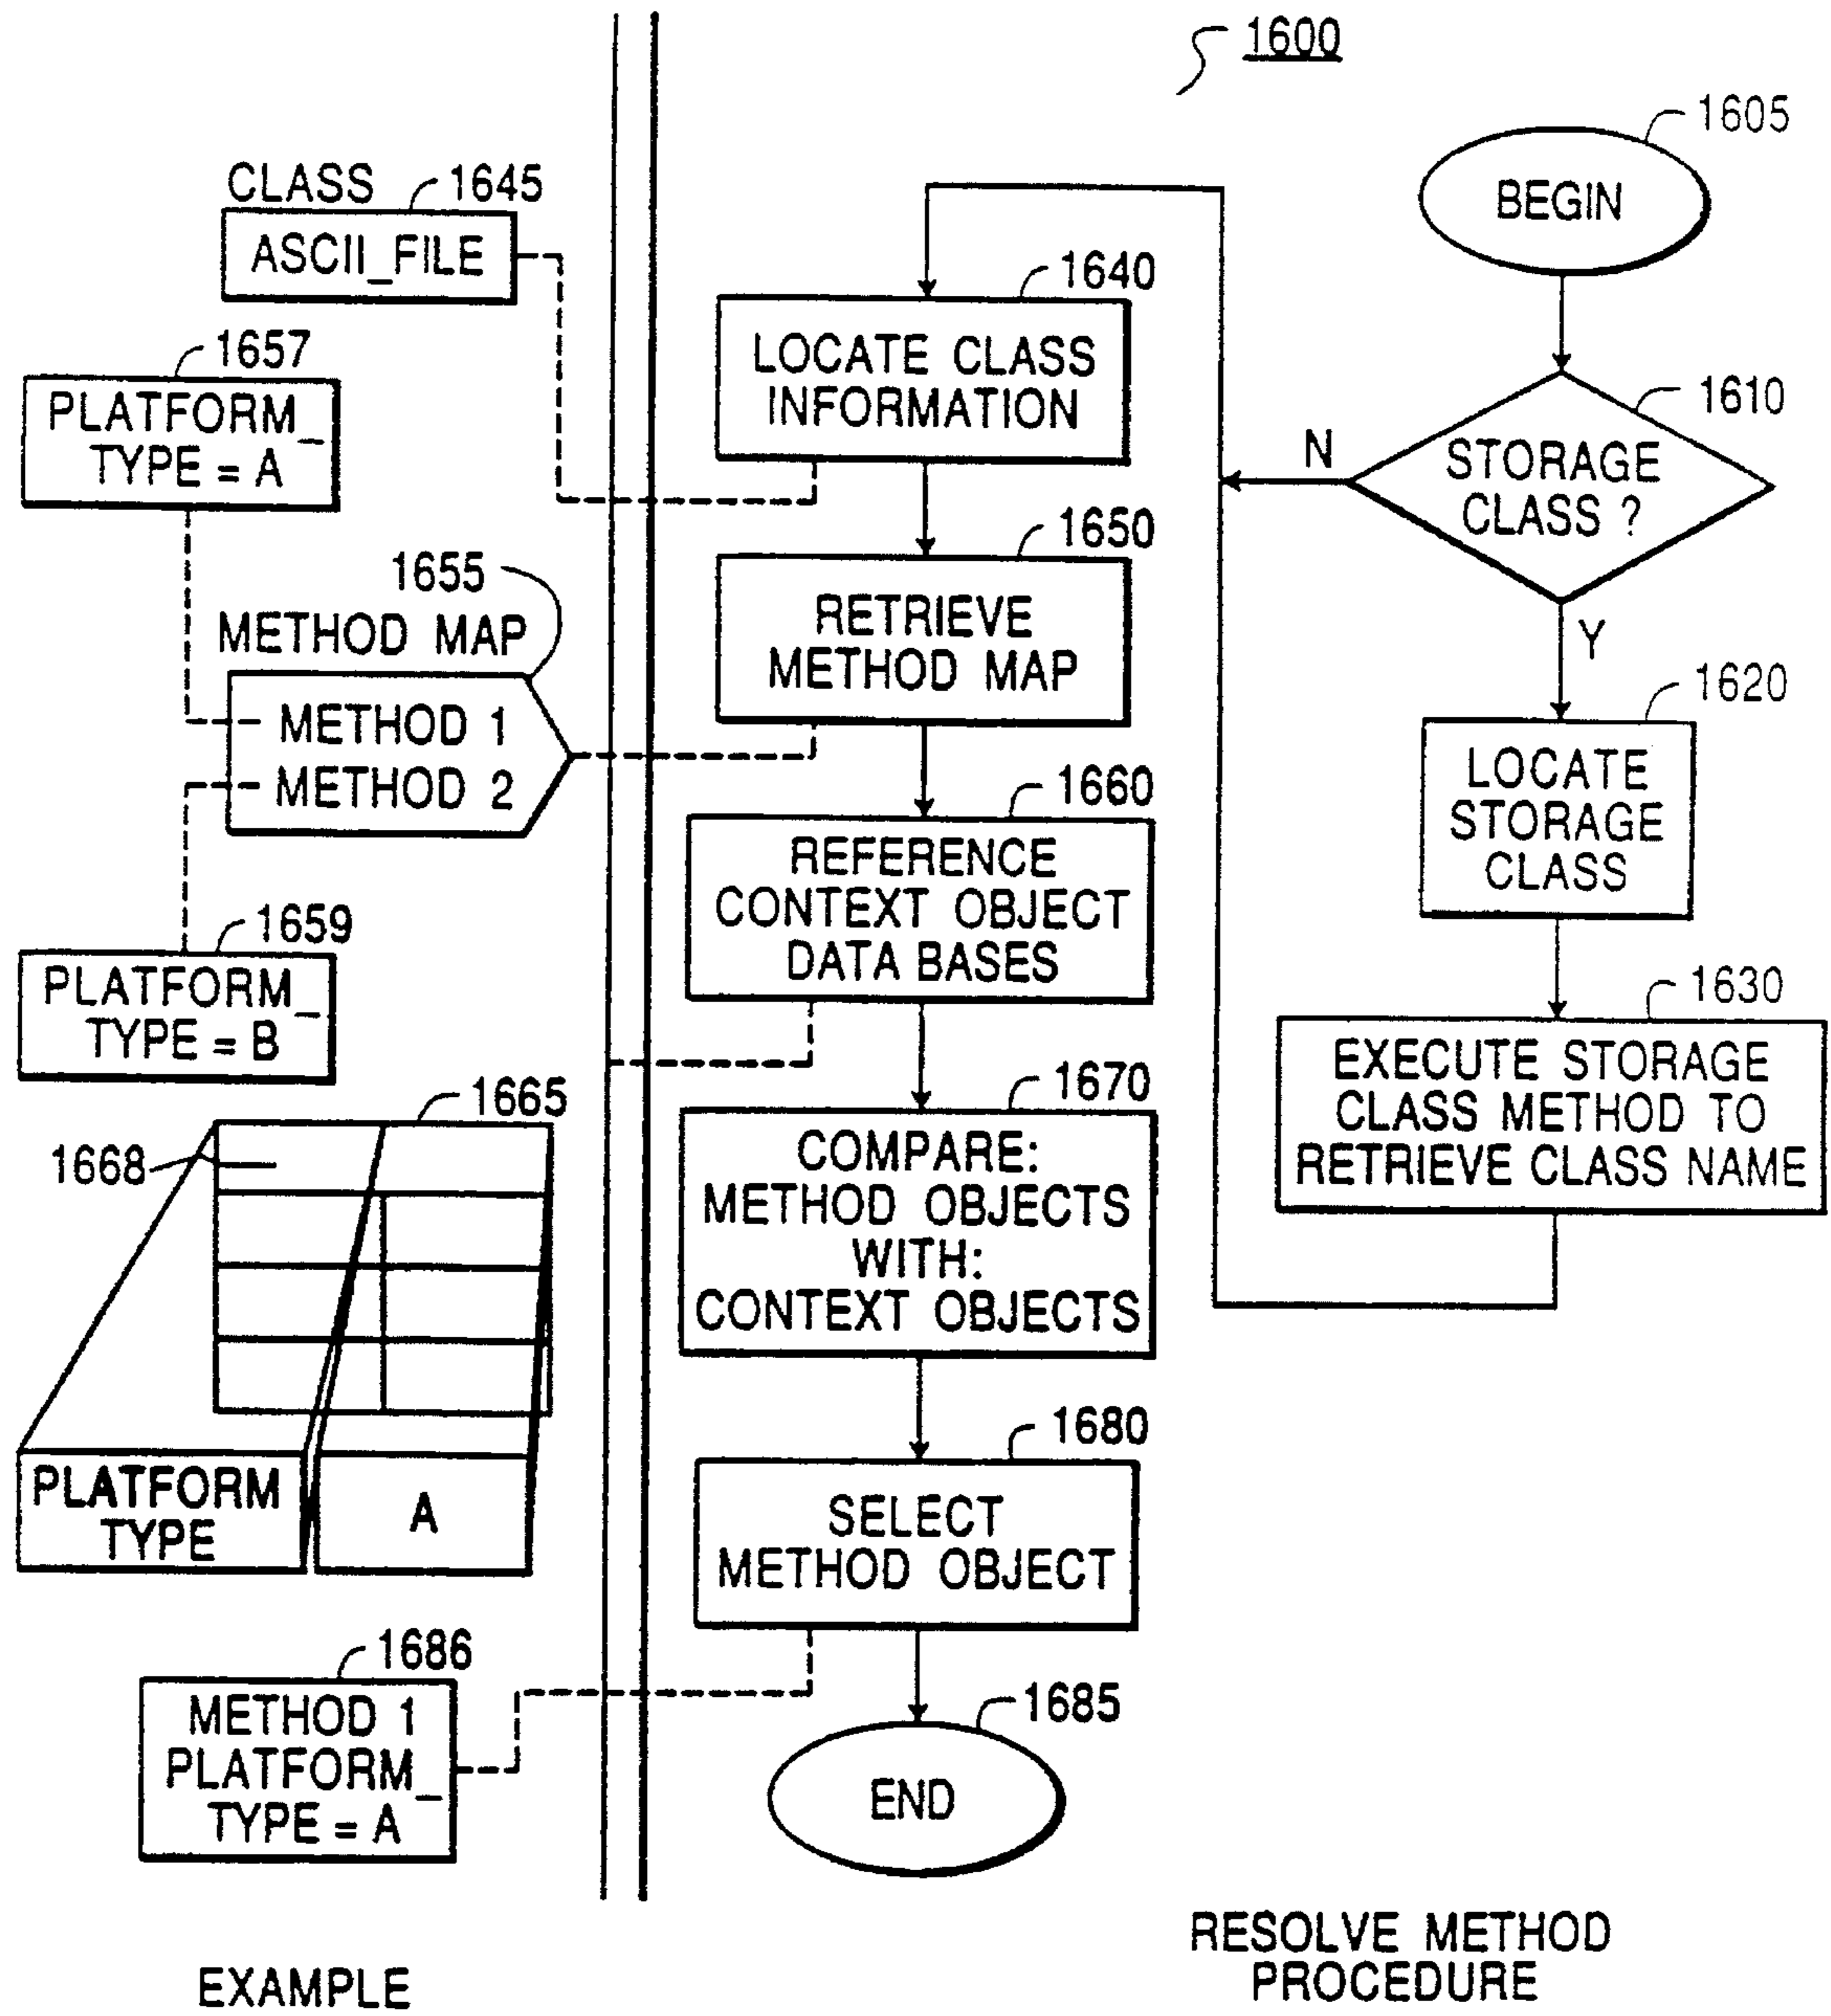 1600
1605
BEGIN
1610
STORAGE
CLASS ?
N
Y
1620
LOCATE
STORAGE
CLASS
1630
EXECUTE STORAGE
CLASS METHOD TO
RETRIEVE CLASS NAME
1640
LOCATE CLASS
INFORMATION
1650
RETRIEVE
METHOD MAP
1660
REFERENCE
CONTEXT OBJECT
DATA BASES
1670
COMPARE:
METHOD OBJECTS
WITH:
CONTEXT OBJECTS
1680
SELECT
METHOD OBJECT
1685
END
CLASS
1645
ASCII_FILE
1657
PLATFORM_
TYPE = A
1655
METHOD MAP
METHOD 1
METHOD 2
1659
PLATFORM_
TYPE = B
1665
1668
PLATFORM
TYPE
A
1686
METHOD 1
PLATFORM_
TYPE = A
EXAMPLE
RESOLVE METHOD
PROCEDURE